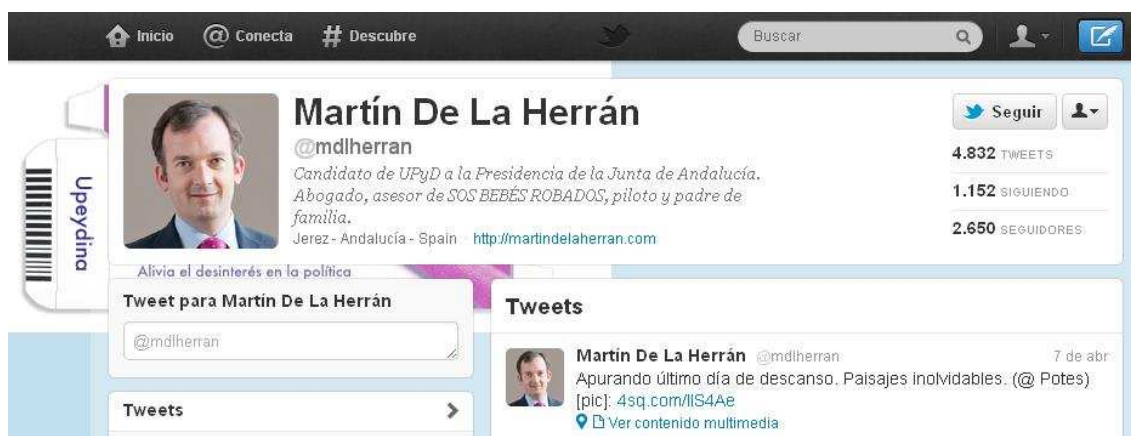 Inicio @ Conecta # Descubre Buscar
Martín De La Herrán
@mdlherran
Candidato de UPyD a la Presidencia de la Junta de Andalucía.
Abogado, asesor de SOS BEBÉS ROBADOS, piloto y padre de
familia.
Jerez - Andalucía - Spain http://martindelaherran.com
Seguir
4.832 TWEETS
1.152 SIGUIENDO
2.650 SEGUIDORES
Upeydina
Alivia el desinterés en la política
Tweet para Martín De La Herrán
@mdlherran
Tweets
Tweets
Martín De La Herrán @mdlherran 7 de abr
Apurando último día de descanso. Paisajes inolvidables. (@ Potes)
[pic]: 4sq.com/IIS4Ae
Ver contenido multimedia